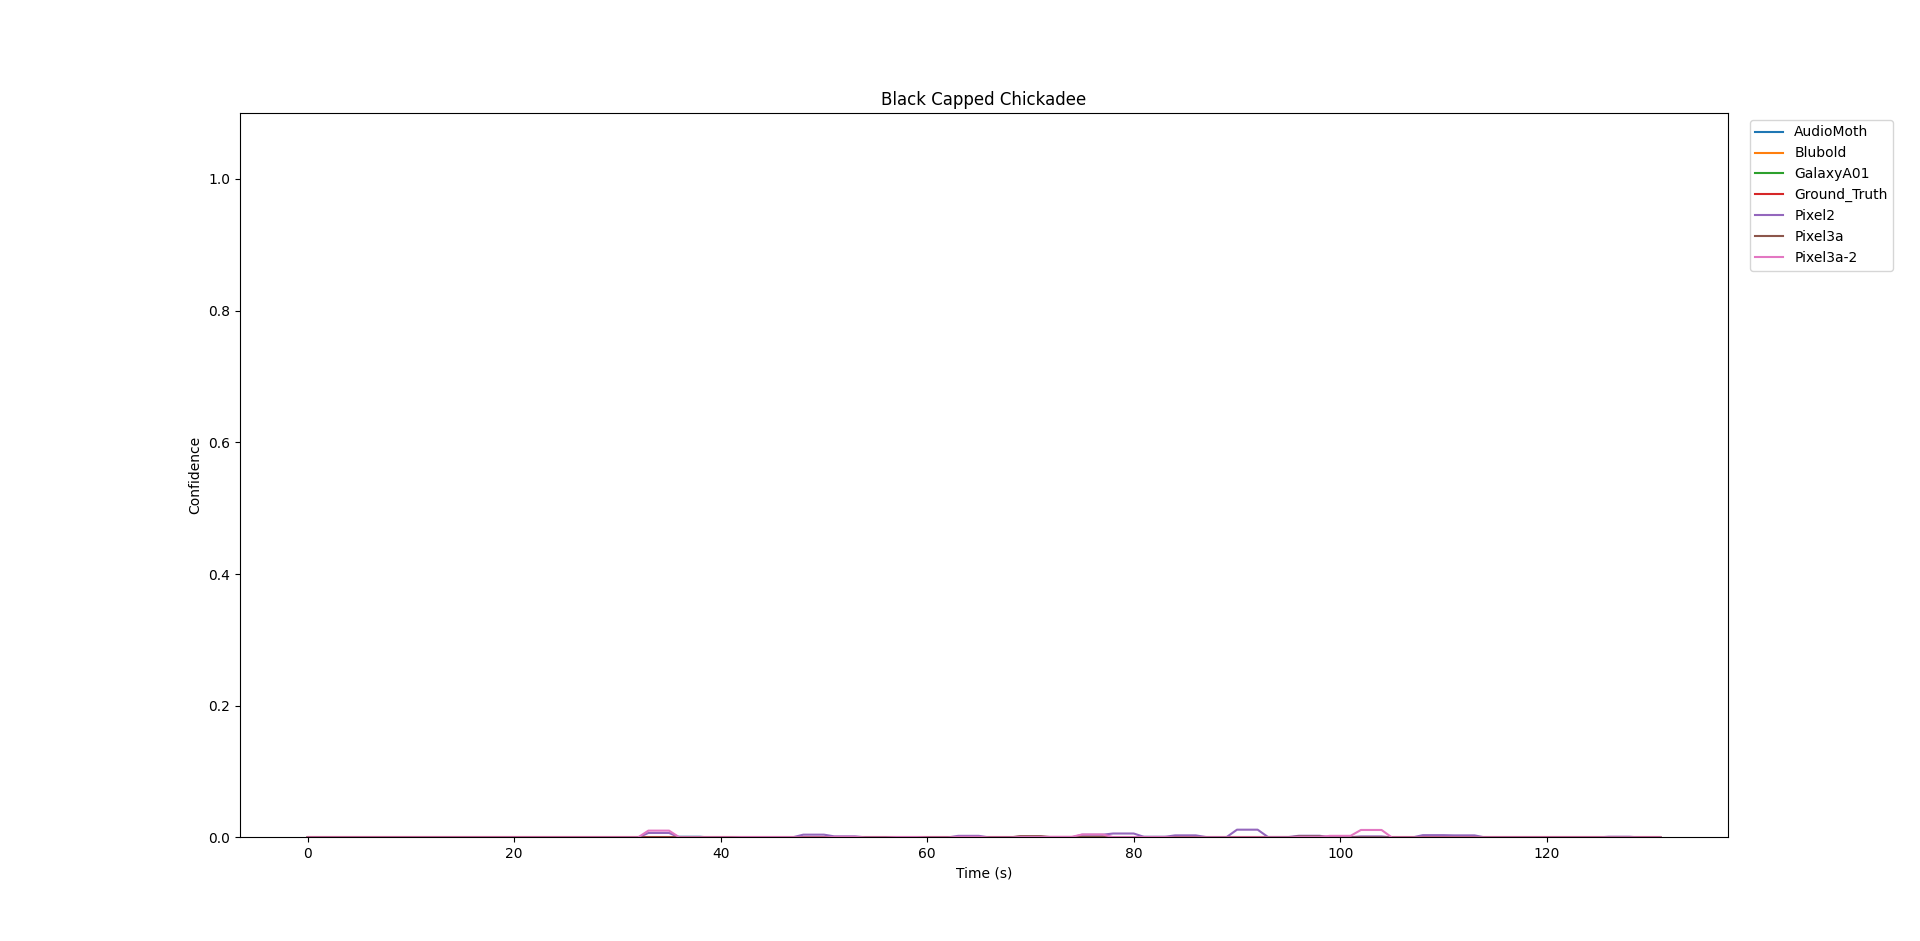 Black Capped Chickadee
AudioMoth
Blubold
GalaxyA01
Ground_Truth
Pixel2
Pixel3a
Pixel3a-2
Confidence
1.0
0.8
0.6
0.4
0.2
0.0
0
20
40
60
80
100
120
Time (s)